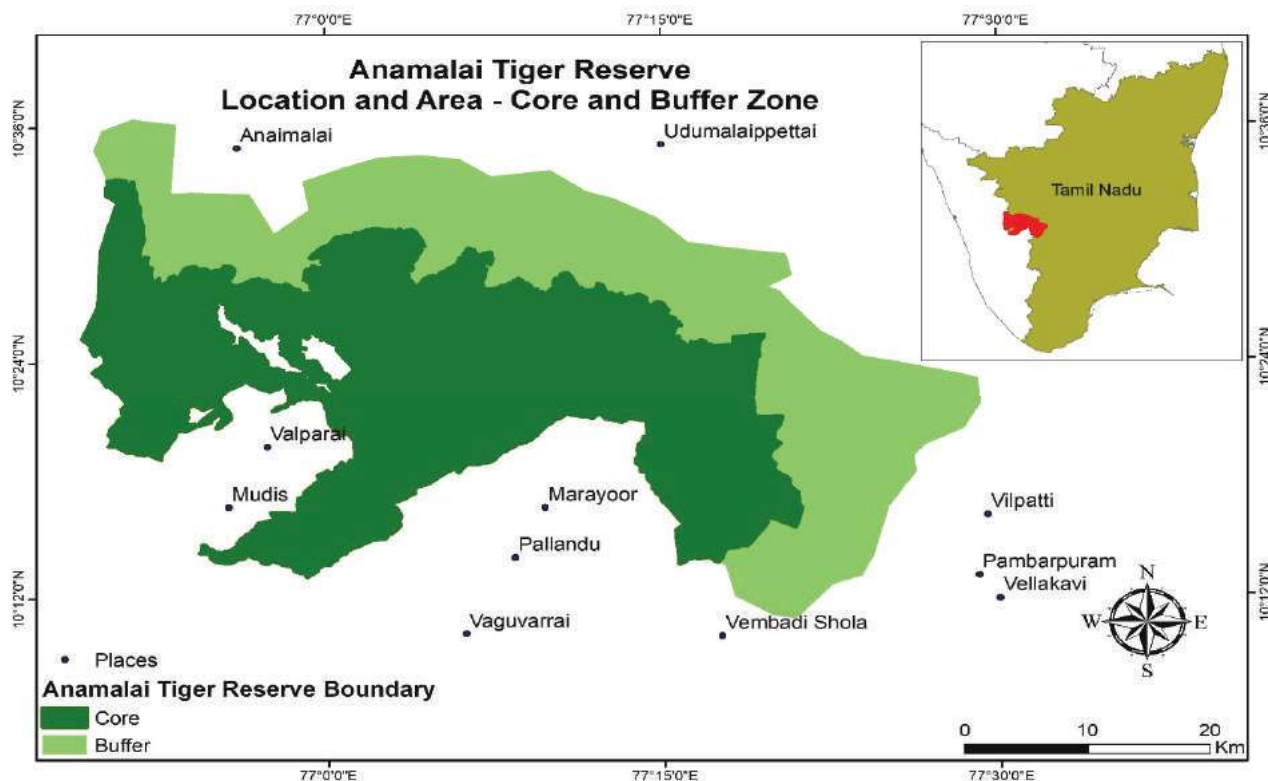 77°0'0"E
77°15'0"E
77°30'0"E
Anamalai Tiger Reserve
Location and Area - Core and Buffer Zone
10°36'0"N
10°36'0"N
Anaimalai
Udumalaippettai
Tamil Nadu
10°24'0"N
10°24'0"N
Valparai
Mudis
Marayoor
Vilpatti
Pallandu
Pambarpuram
Vellakavi
10°12'0"N
10°12'0"N
Vaguvarrai
Vembadi Shola
N
W
E
S
Places
Anamalai Tiger Reserve Boundary
Core
Buffer
0 10 20
Km
77°0'0"E
77°15'0"E
77°30'0"E